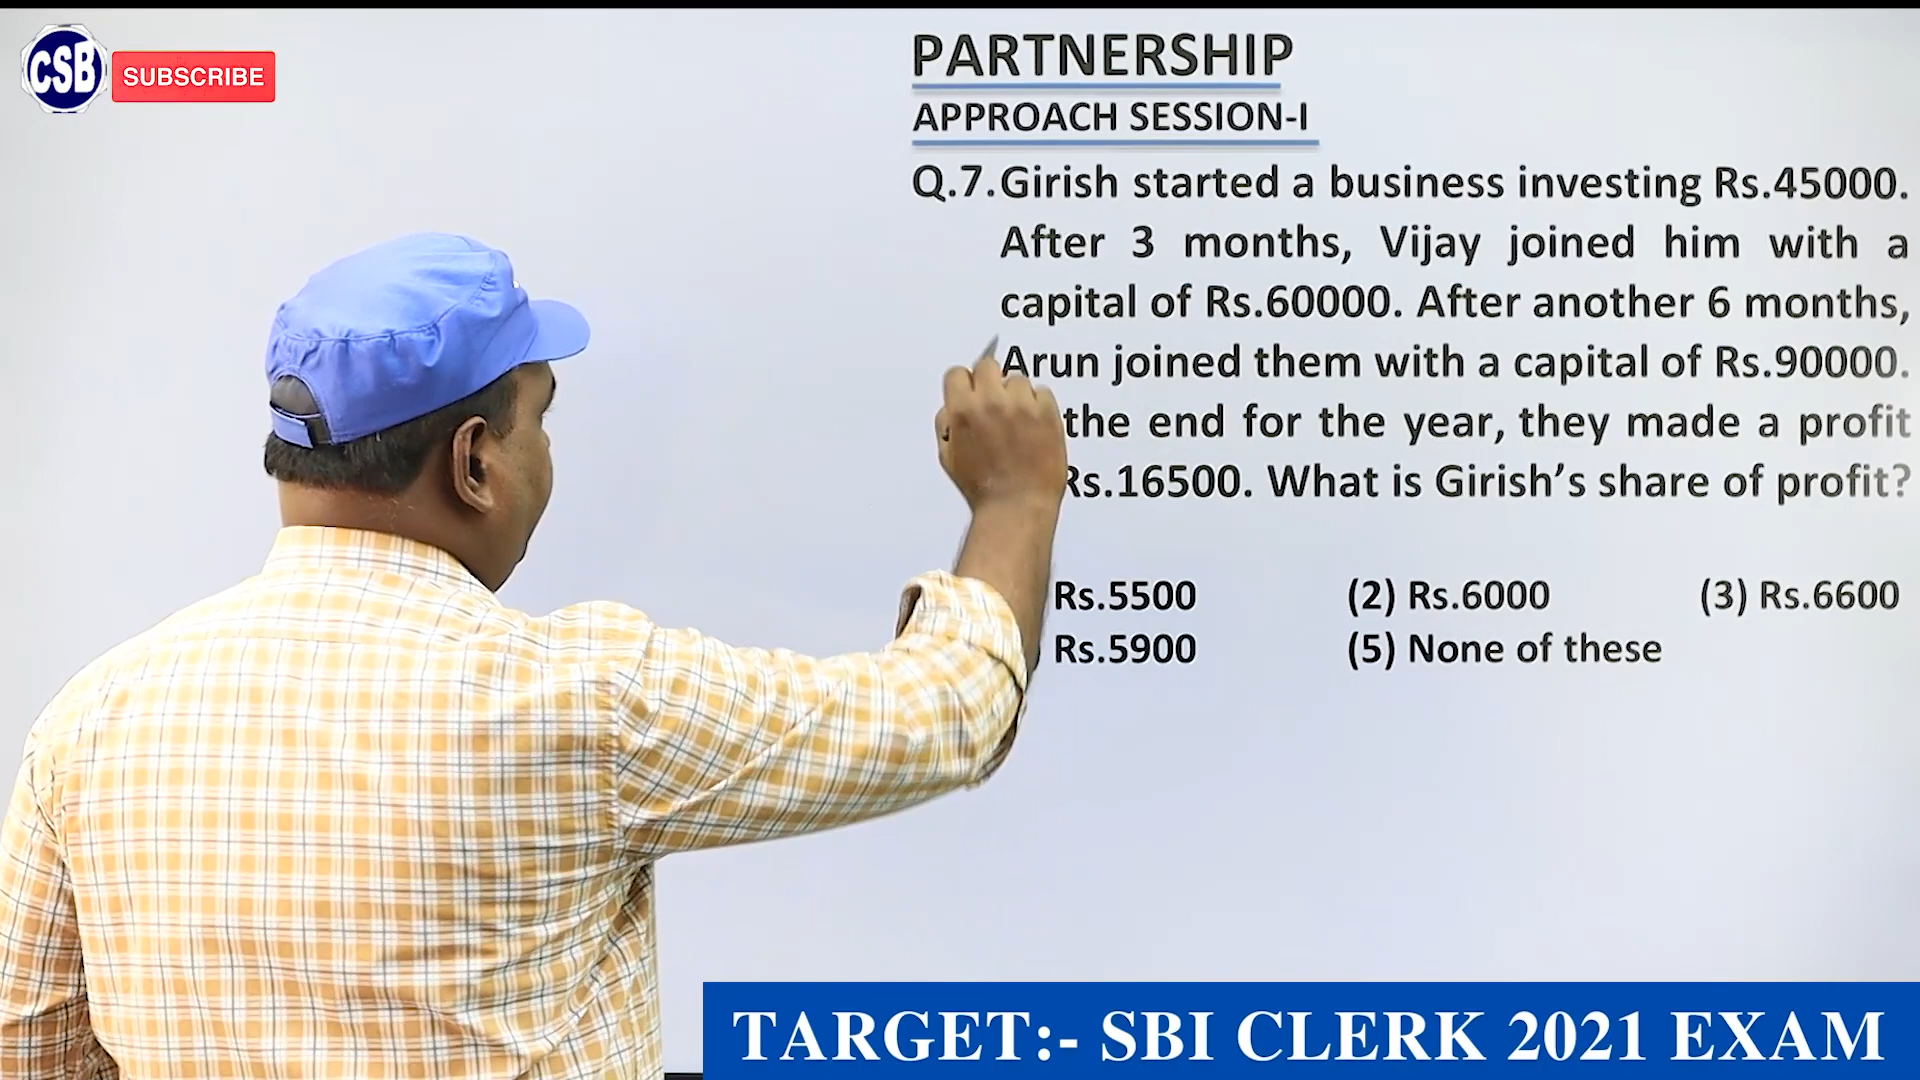 CSB
SUBSCRIBE
PARTNERSHIP
APPROACH SESSION-I
Q.7.Girish started a business investing Rs.45000.
After 3 months, Vijay joined him with a
capital of Rs.60000. After another 6 months,
Arun joined them with a capital of Rs.90000.
the end for the year, they made a profit
Rs.16500. What is Girish's share of profit?
Rs.5500 (2) Rs.6000 (3) Rs.6600
Rs.5900 (5) None of these
TARGET:- SBI CLERK 2021 EXAM